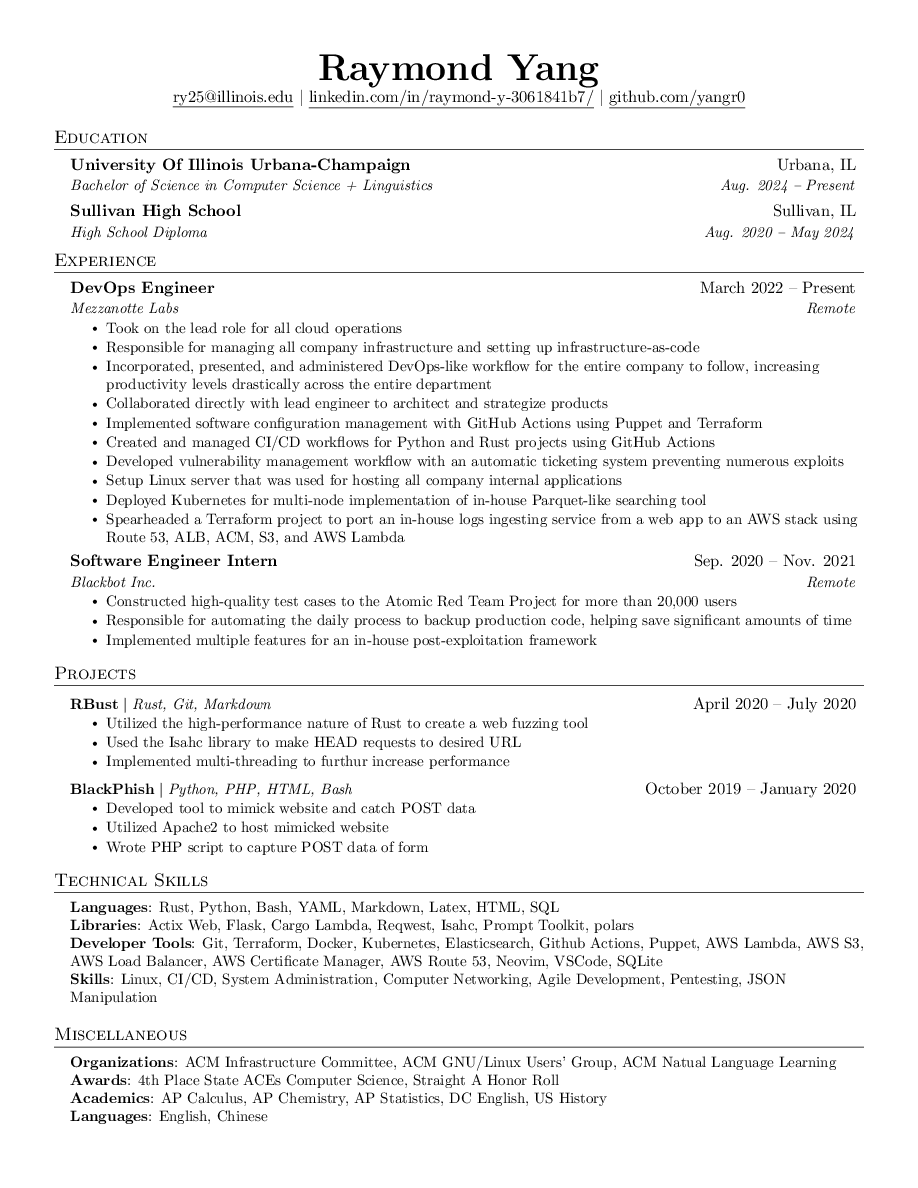 Raymond Yang
ry25@illinois.edu | linkedin.com/in/raymond-y-3061841b7/ | github.com/yangr0
Education
University Of Illinois Urbana-Champaign Urbana, IL
Bachelor of Science in Computer Science + Linguistics Aug. 2024 – Present
Sullivan High School Sullivan, IL
High School Diploma Aug. 2020 – May 2024
Experience
DevOps Engineer March 2022 – Present
Mezzanotte Labs Remote
• Took on the lead role for all cloud operations
• Responsible for managing all company infrastructure and setting up infrastructure-as-code
• Incorporated, presented, and administered DevOps-like workflow for the entire company to follow, increasing
productivity levels drastically across the entire department
• Collaborated directly with lead engineer to architect and strategize products
• Implemented software configuration management with GitHub Actions using Puppet and Terraform
• Created and managed CI/CD workflows for Python and Rust projects using GitHub Actions
• Developed vulnerability management workflow with an automatic ticketing system preventing numerous exploits
• Setup Linux server that was used for hosting all company internal applications
• Deployed Kubernetes for multi-node implementation of in-house Parquet-like searching tool
• Spearheaded a Terraform project to port an in-house logs ingesting service from a web app to an AWS stack using
Route 53, ALB, ACM, S3, and AWS Lambda
Software Engineer Intern Sep. 2020 – Nov. 2021
Blackbot Inc. Remote
• Constructed high-quality test cases to the Atomic Red Team Project for more than 20,000 users
• Responsible for automating the daily process to backup production code, helping save significant amounts of time
• Implemented multiple features for an in-house post-exploitation framework
Projects
RBust | Rust, Git, Markdown April 2020 – July 2020
• Utilized the high-performance nature of Rust to create a web fuzzing tool
• Used the Isahc library to make HEAD requests to desired URL
• Implemented multi-threading to furthur increase performance
BlackPhish | Python, PHP, HTML, Bash October 2019 – January 2020
• Developed tool to mimick website and catch POST data
• Utilized Apache2 to host mimicked website
• Wrote PHP script to capture POST data of form
Technical Skills
Languages: Rust, Python, Bash, YAML, Markdown, Latex, HTML, SQL
Libraries: Actix Web, Flask, Cargo Lambda, Reqwest, Isahc, Prompt Toolkit, polars
Developer Tools: Git, Terraform, Docker, Kubernetes, Elasticsearch, Github Actions, Puppet, AWS Lambda, AWS S3,
AWS Load Balancer, AWS Certificate Manager, AWS Route 53, Neovim, VSCode, SQLite
Skills: Linux, CI/CD, System Administration, Computer Networking, Agile Development, Pentesting, JSON
Manipulation
Miscellaneous
Organizations: ACM Infrastructure Committee, ACM GNU/Linux Users' Group, ACM Natual Language Learning
Awards: 4th Place State ACEs Computer Science, Straight A Honor Roll
Academics: AP Calculus, AP Chemistry, AP Statistics, DC English, US History
Languages: English, Chinese